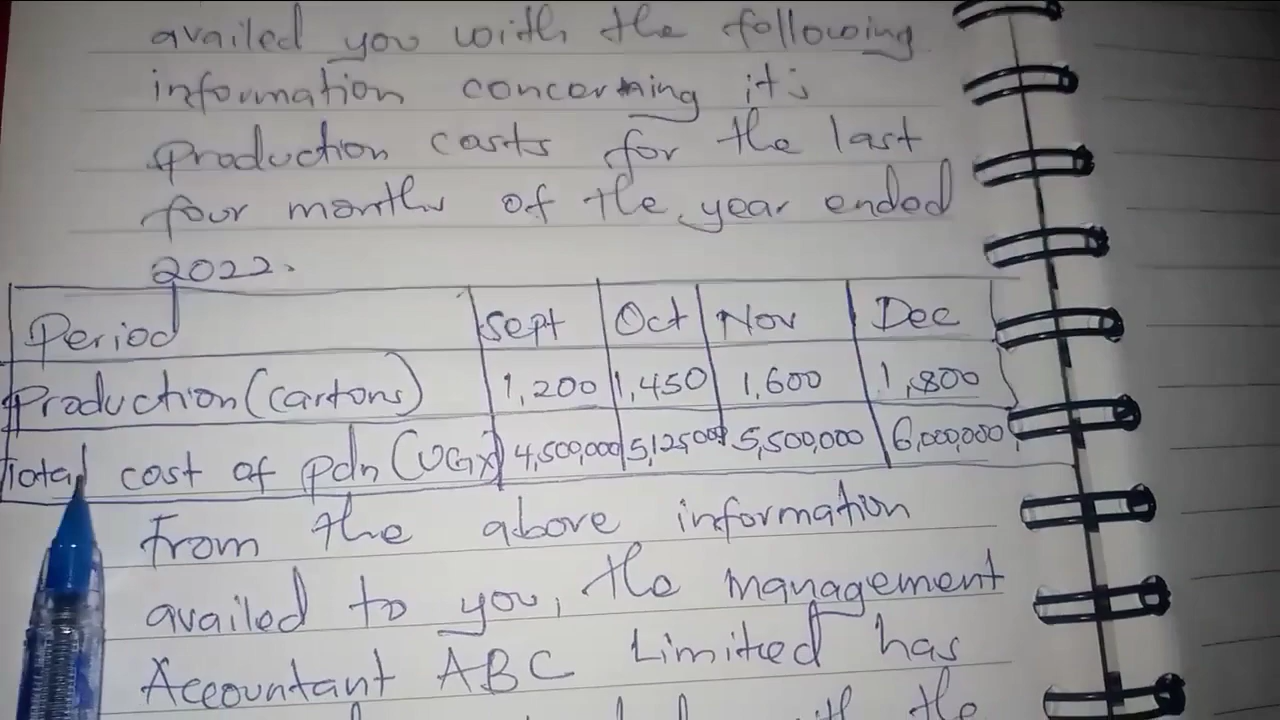 availed you with the following
information concerning it's
production costs for the last
four months of the year ended
2022.
Period Sept Oct Nov Dec
Production (cartons) 1,200 1,450 1,600 1,800
Total cost of pdn (UGX) 4,500,000 5,125,000 5,500,000 6,000,000
From the above information
availed to you, the management
Accountant ABC Limited has
the